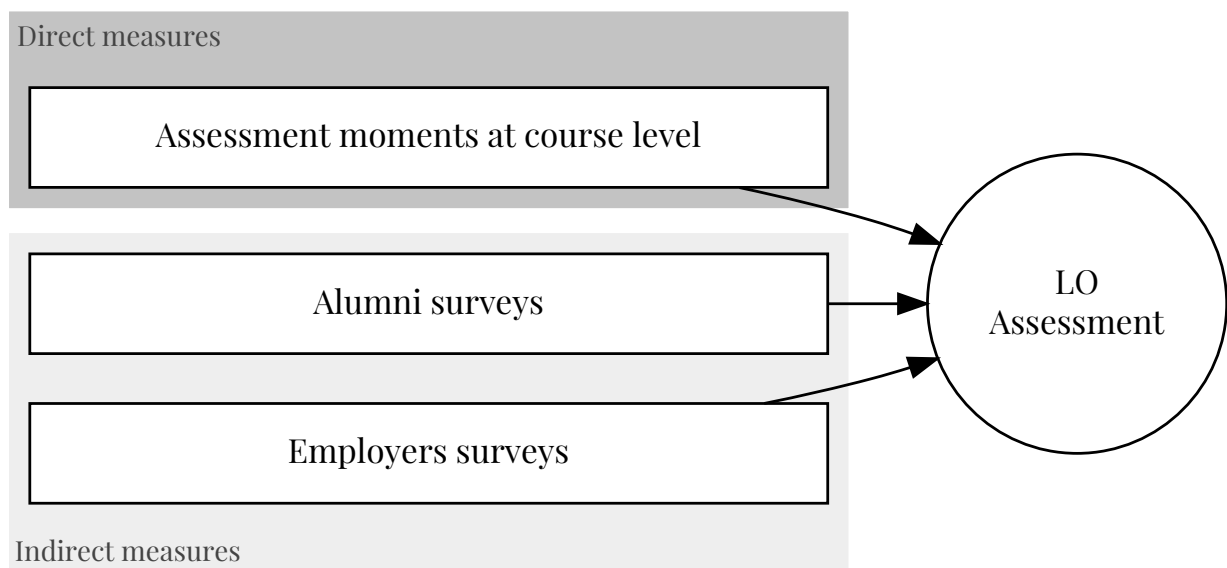 Direct measures
Assessment moments at course level
Alumni surveys
LO
Assessment
Employers surveys
Indirect measures